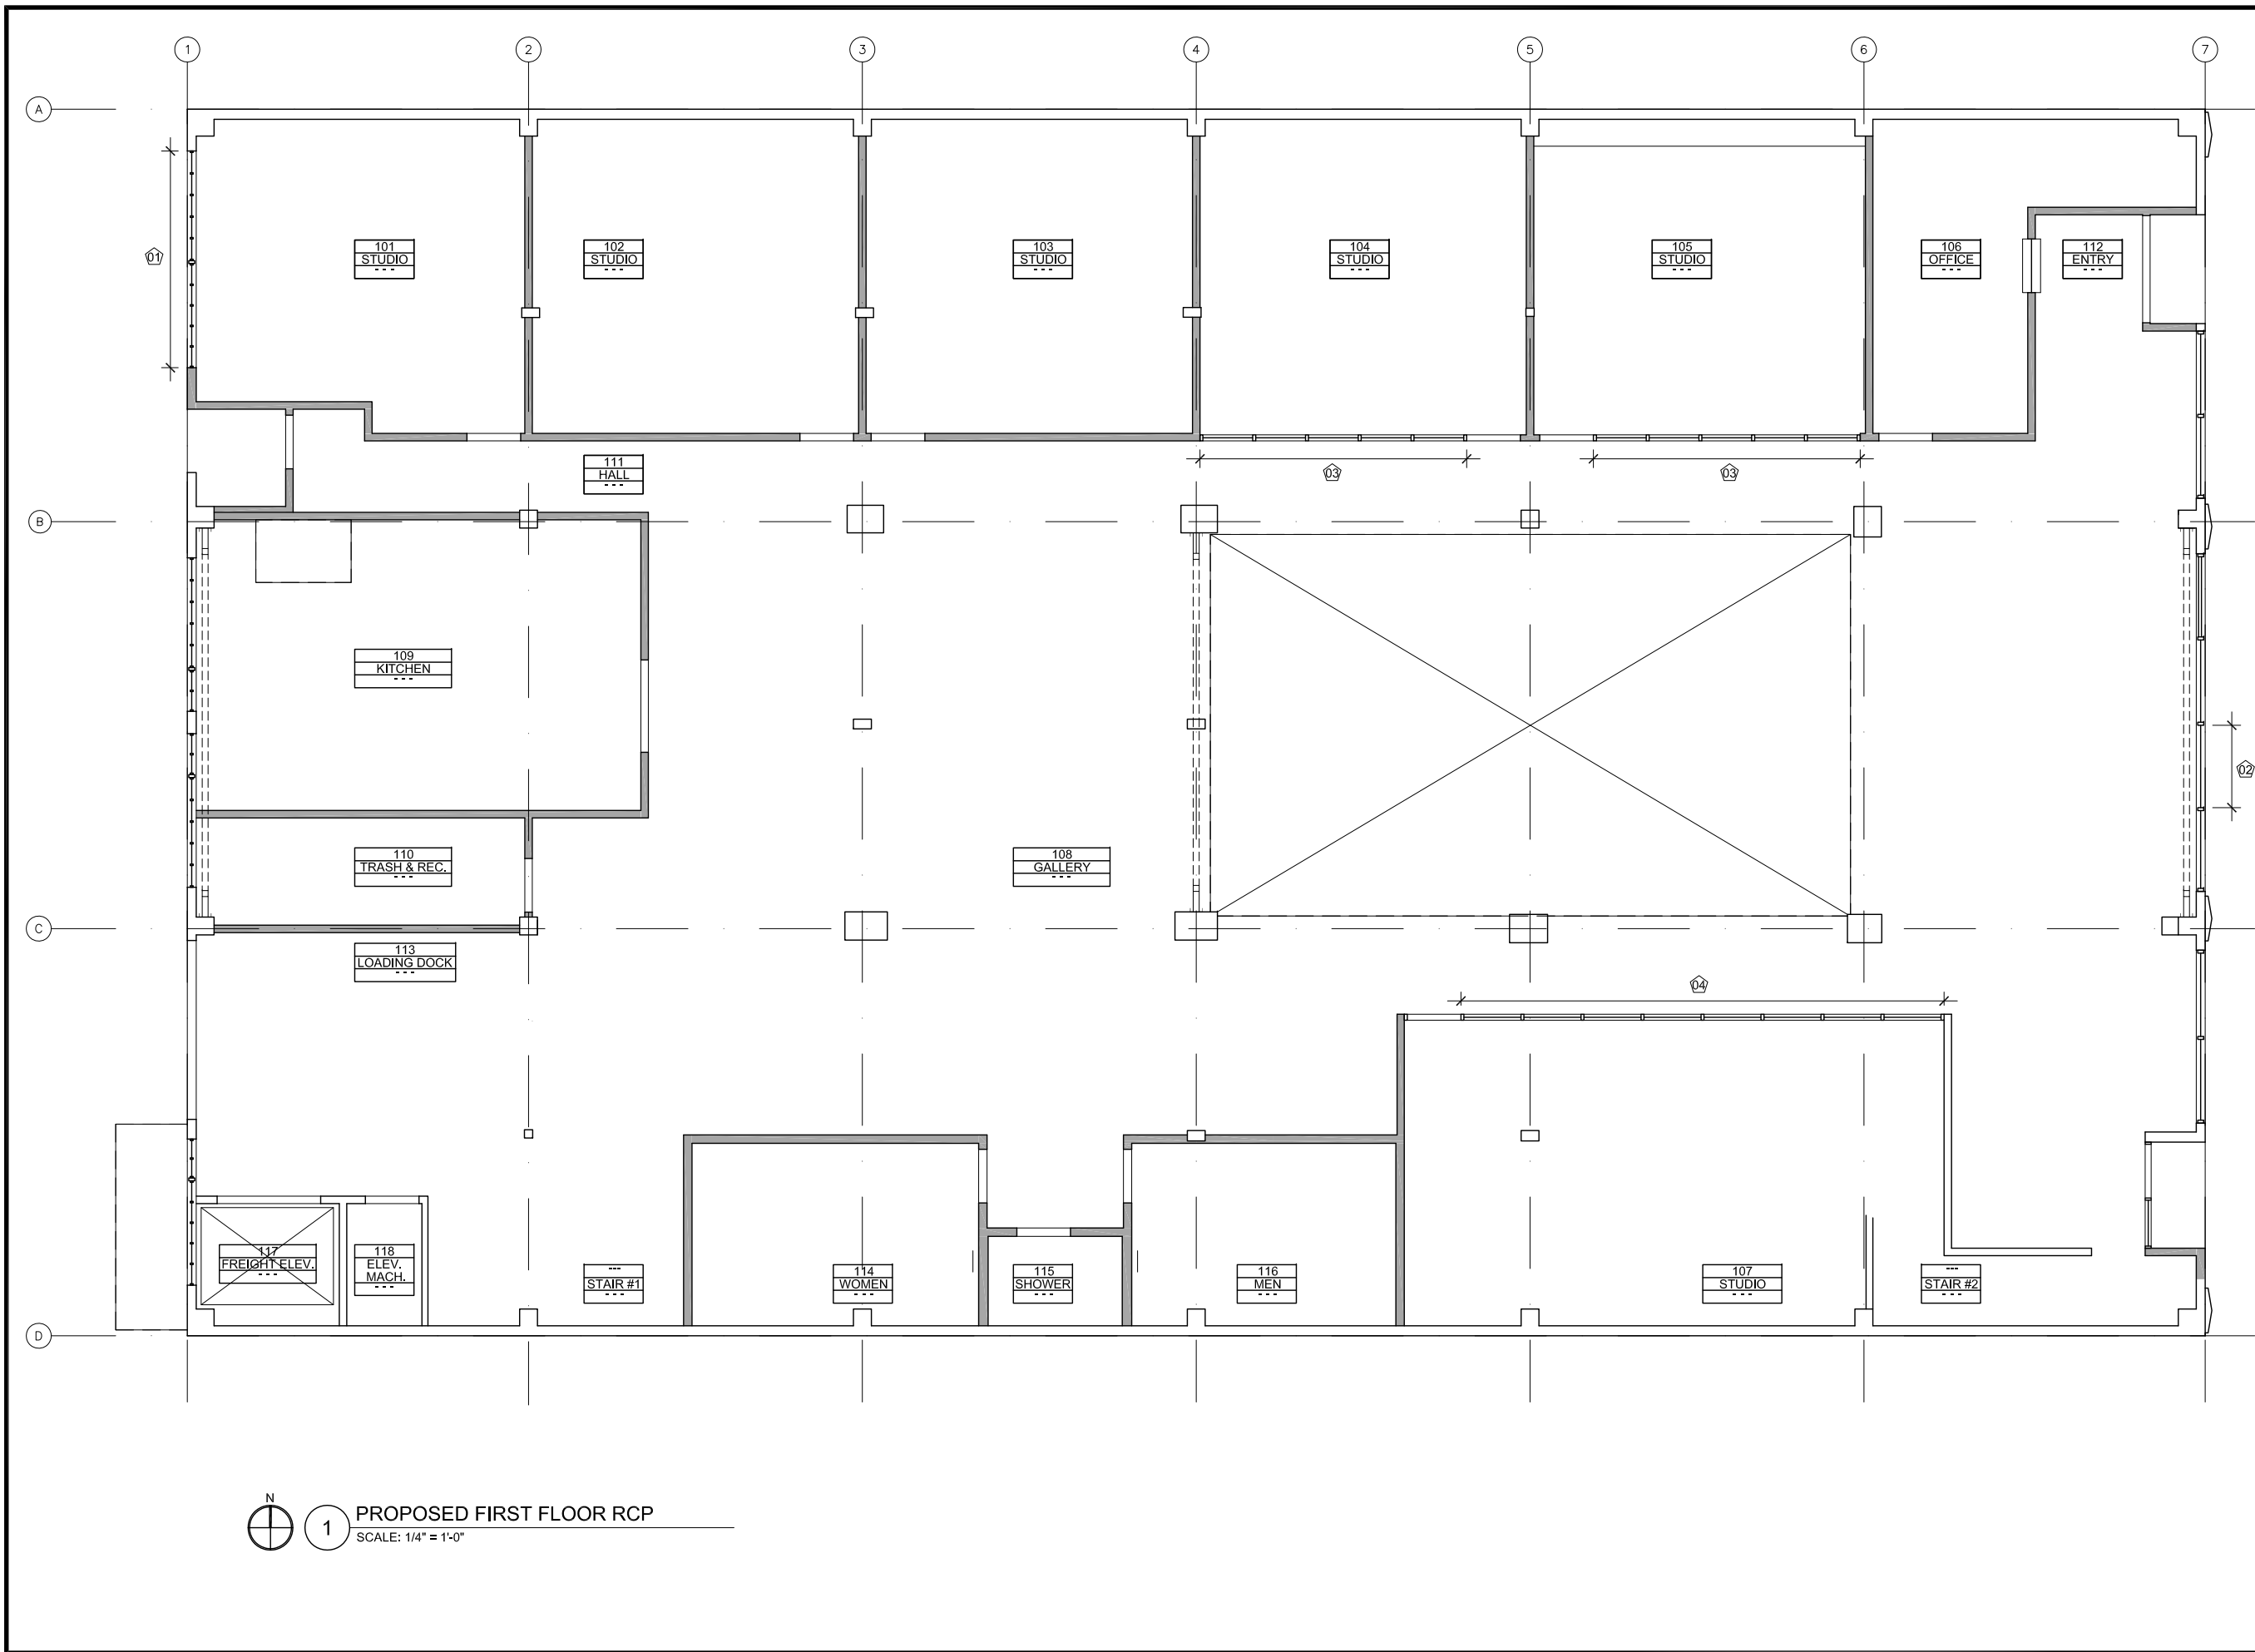 1 2 3 4 5 6 7
A
01
101
STUDIO
---
102
STUDIO
---
103
STUDIO
---
104
STUDIO
---
105
STUDIO
---
106
OFFICE
---
112
ENTRY
---
111
HALL
---
03
03
B
109
KITCHEN
---
02
110
TRASH & REC.
---
108
GALLERY
---
C
113
LOADING DOCK
---
04
117
FREIGHT ELEV.
---
118
ELEV.
MACH.
---
---
STAIR #1
---
114
WOMEN
---
115
SHOWER
---
116
MEN
---
107
STUDIO
---
---
STAIR #2
---
D
N
1
PROPOSED FIRST FLOOR RCP
SCALE: 1/4" = 1'-0"